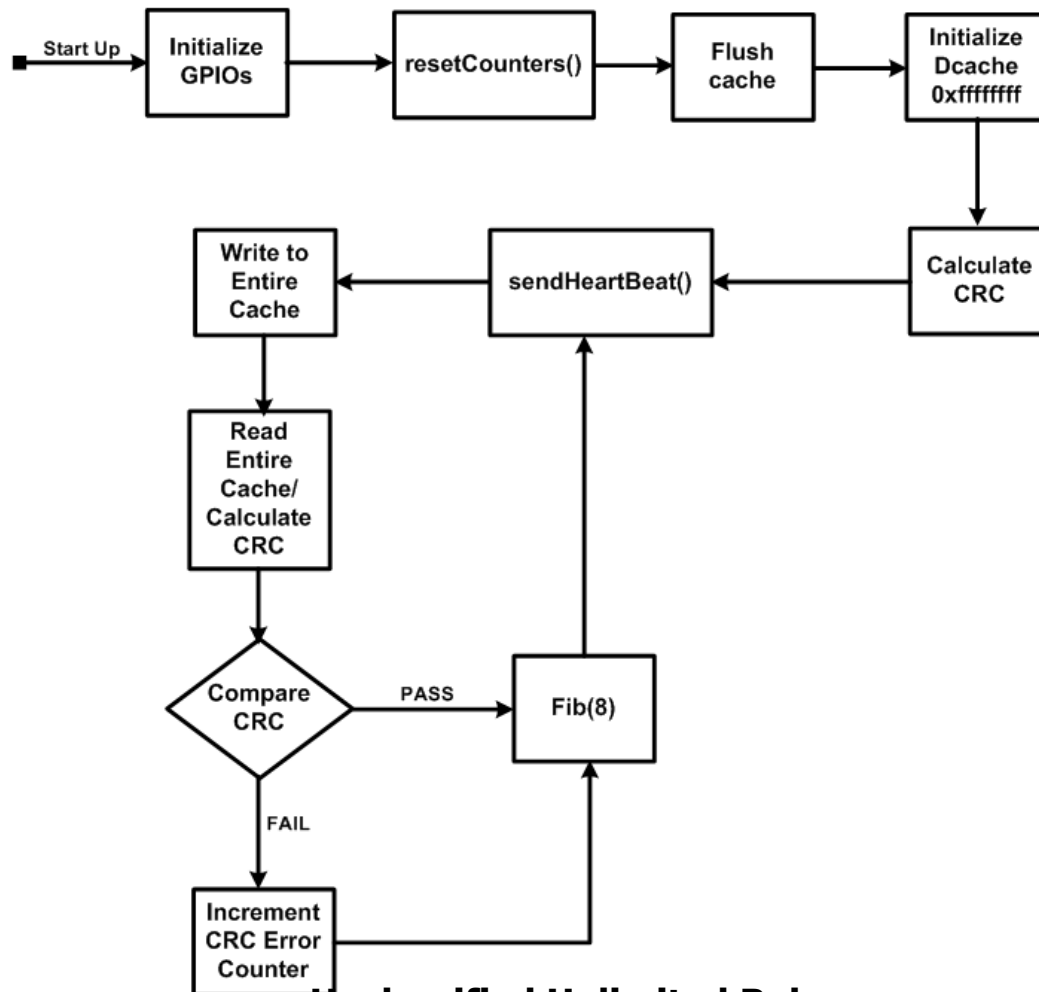 Start Up
Initialize
GPIOs
resetCounters()
Flush
cache
Initialize
Dcache
0xffffffff
Write to
Entire
Cache
sendHeartBeat()
Calculate
CRC
Read
Entire
Cache/
Calculate
CRC
Compare
CRC
PASS
Fib(8)
FAIL
Increment
CRC Error
Counter